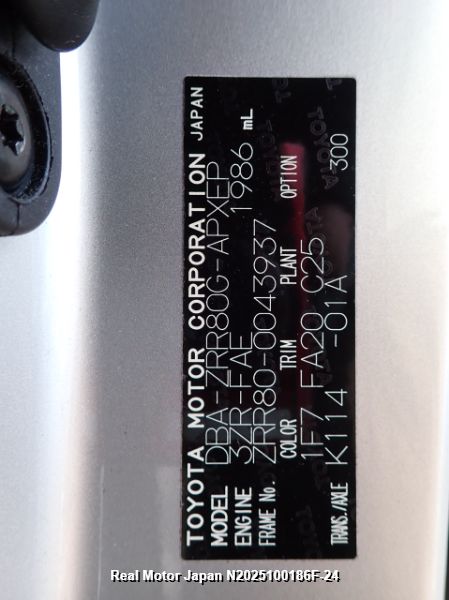 TOYOTA MOTOR CORPORATION JAPAN
MODEL DBA-ZRR80G-APXEP
ENGINE 3ZR-FAE 1986 mL
FRAME No. ZRR80-0043937
COLOR TRIM PLANT OPTION
1F7 FA20 C25 300
TRANS./AXLE K114 -01A
Real Motor Japan N2025100186F-24